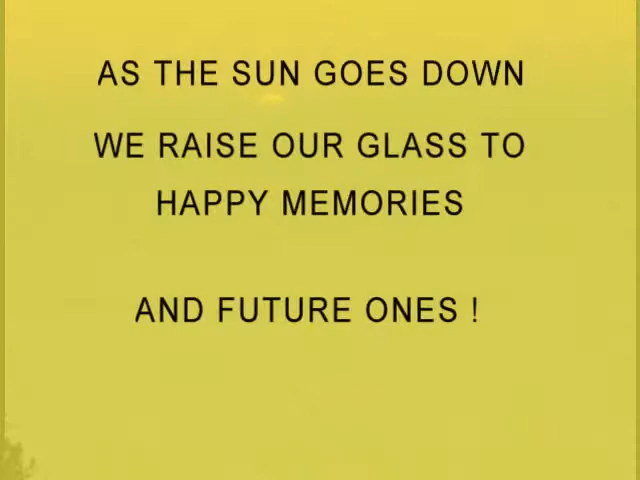 AS THE SUN GOES DOWN
WE RAISE OUR GLASS TO
HAPPY MEMORIES
AND FUTURE ONES !